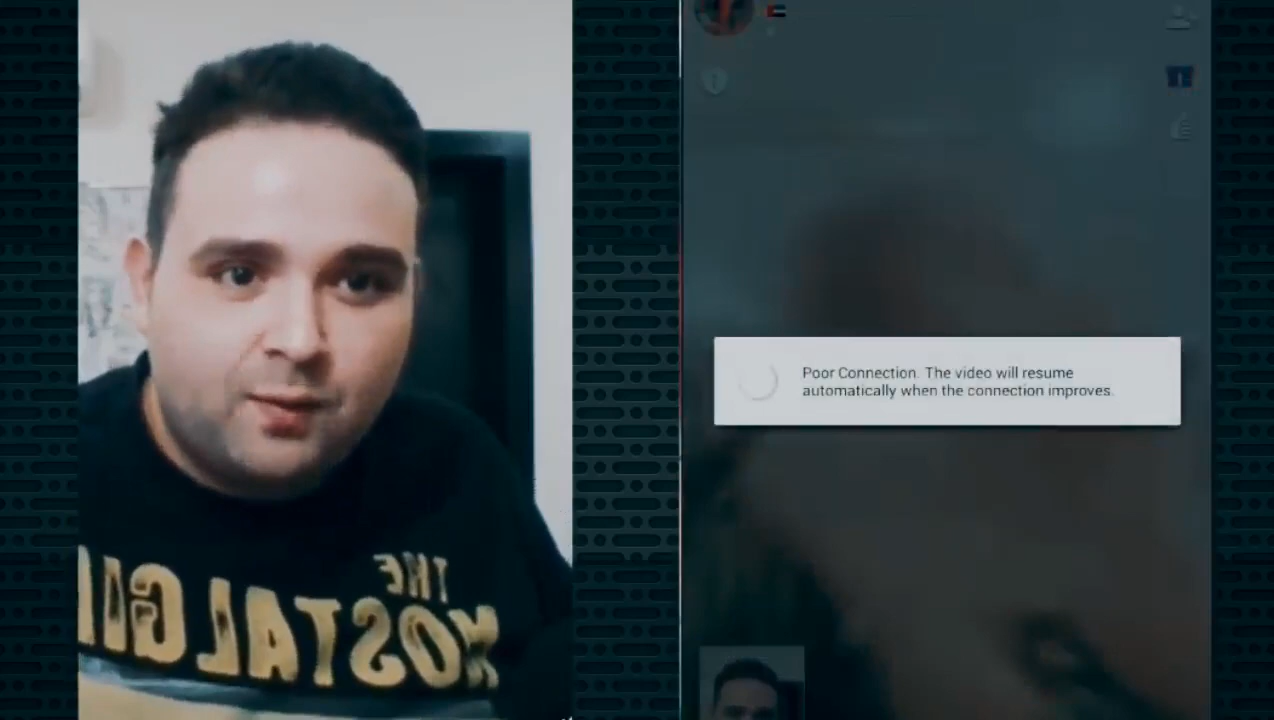 THE
NOSTALGI
Poor Connection. The video will resume
automatically when the connection improves.